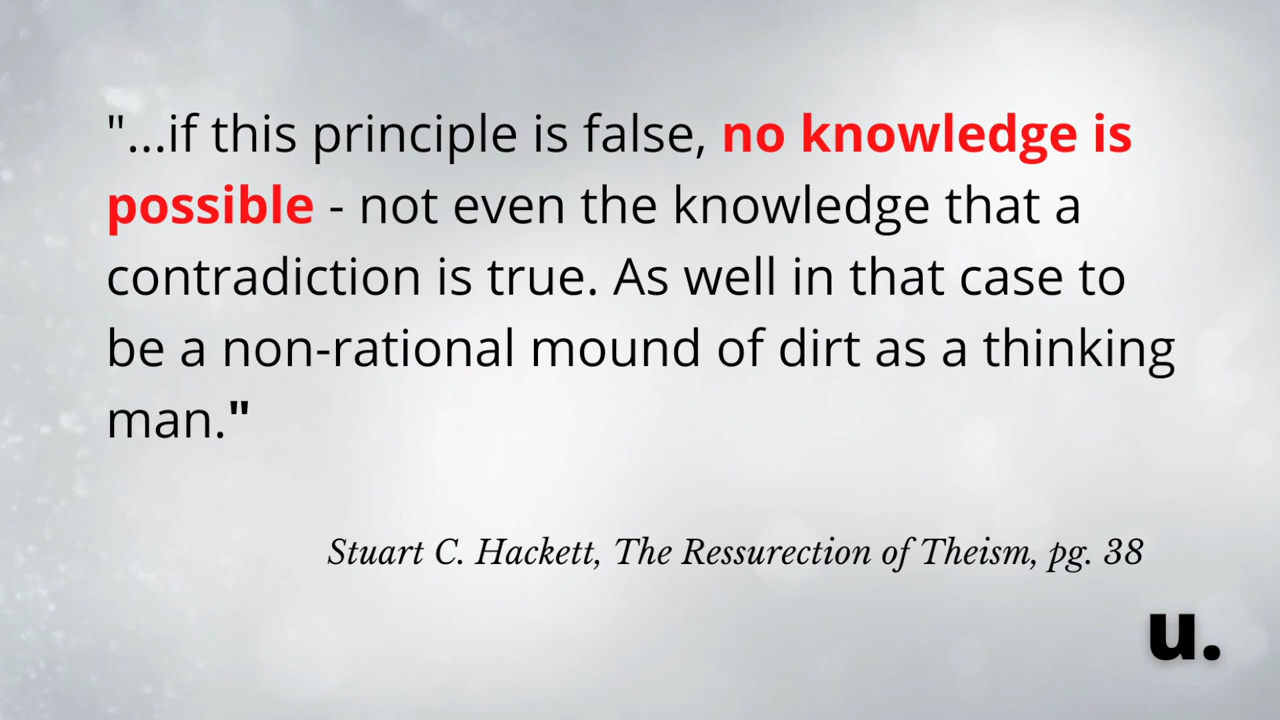 "...if this principle is false, no knowledge is
possible - not even the knowledge that a
contradiction is true. As well in that case to
be a non-rational mound of dirt as a thinking
man."
Stuart C. Hackett, The Ressurection of Theism, pg. 38
u.